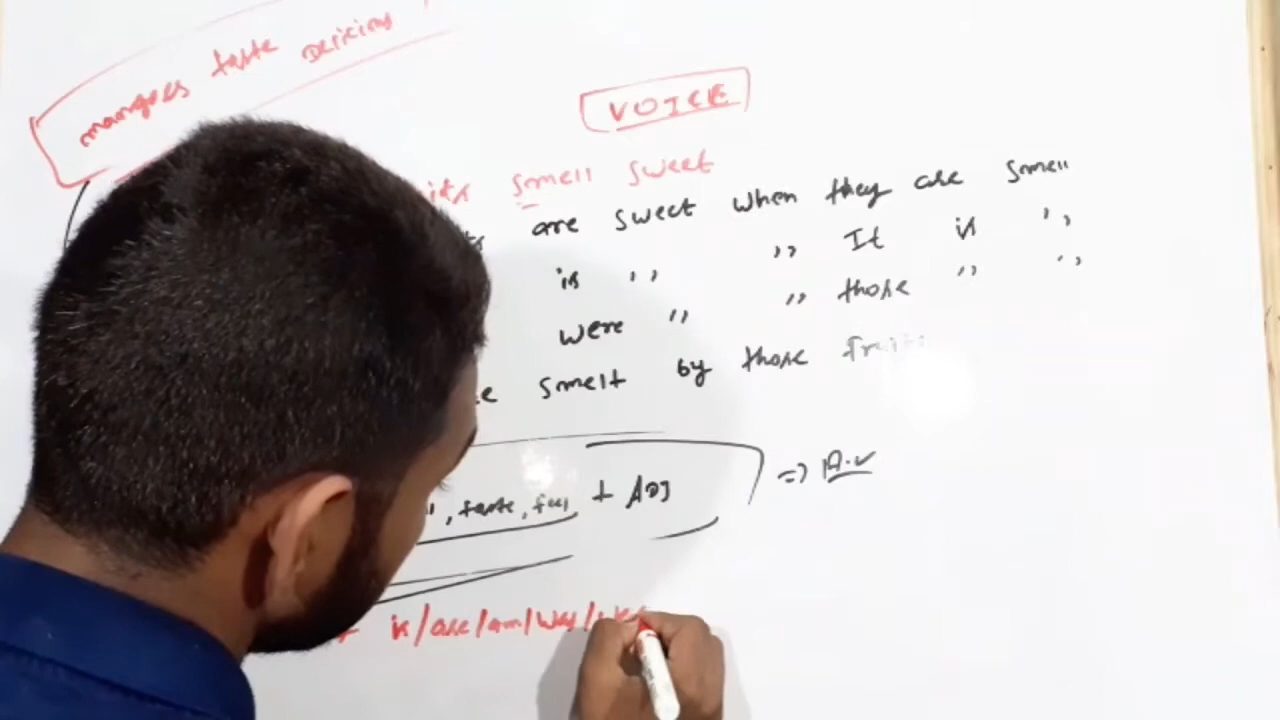 mangoes taste Delicious
VOICE
smell sweet
are sweet when they are smell
is ,, ,, It is ,,
were ,, ,, those ,, ,,
smelt by those fruits
, taste, feel + ADJ => A.V
is/are/am/was/were